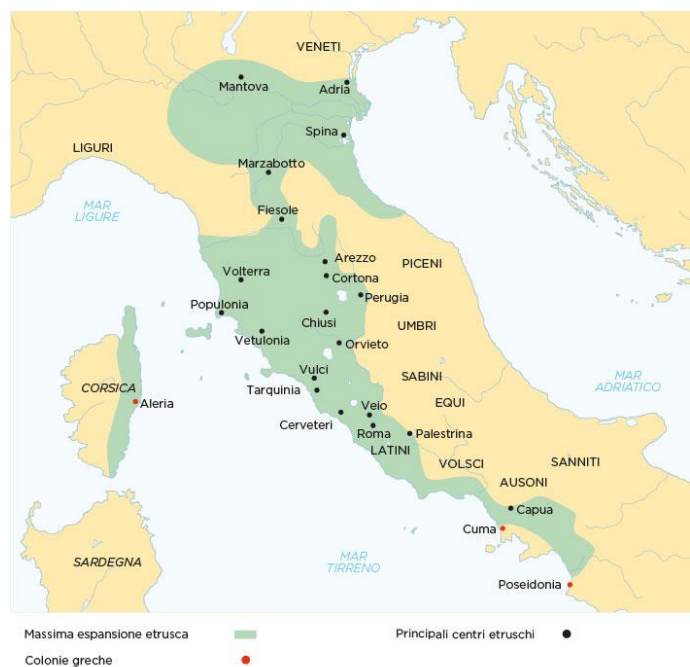 VENETI
Mantova
Adria
Spina
LIGURI
Marzabotto
MAR
LIGURE
Fiesole
Arezzo
PICENI
Volterra
Cortona
Populonia
Perugia
Chiusi
UMBRI
Vetulonia
Orvieto
Vulci
SABINI
MAR
ADRIATICO
CORSICA
Tarquinia
Aleria
EQUI
Cerveteri
Veio
Roma
Palestrina
LATINI
VOLSCI
SANNITI
AUSONI
Capua
Cuma
SARDEGNA
MAR
TIRRENO
Poseidonia
Massima espansione etrusca
Principali centri etruschi
Colonie greche